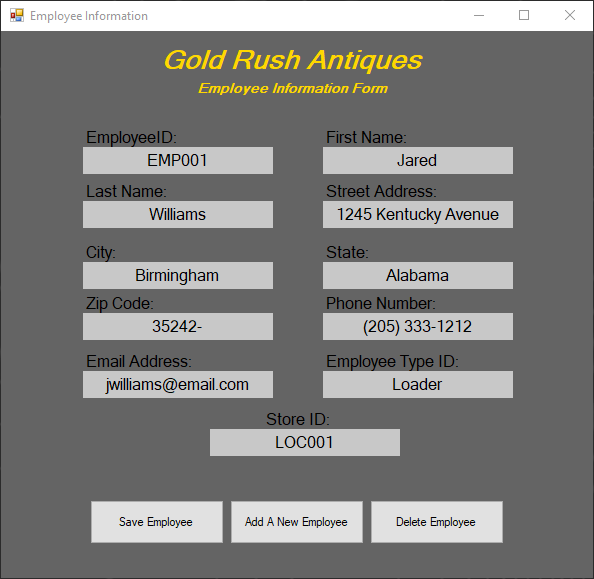 Employee Information
Gold Rush Antiques
Employee Information Form
EmployeeID:
EMP001
First Name:
Jared
Last Name:
Williams
Street Address:
1245 Kentucky Avenue
City:
Birmingham
State:
Alabama
Zip Code:
35242-
Phone Number:
(205) 333-1212
Email Address:
jwilliams@email.com
Employee Type ID:
Loader
Store ID:
LOC001
Save Employee
Add A New Employee
Delete Employee